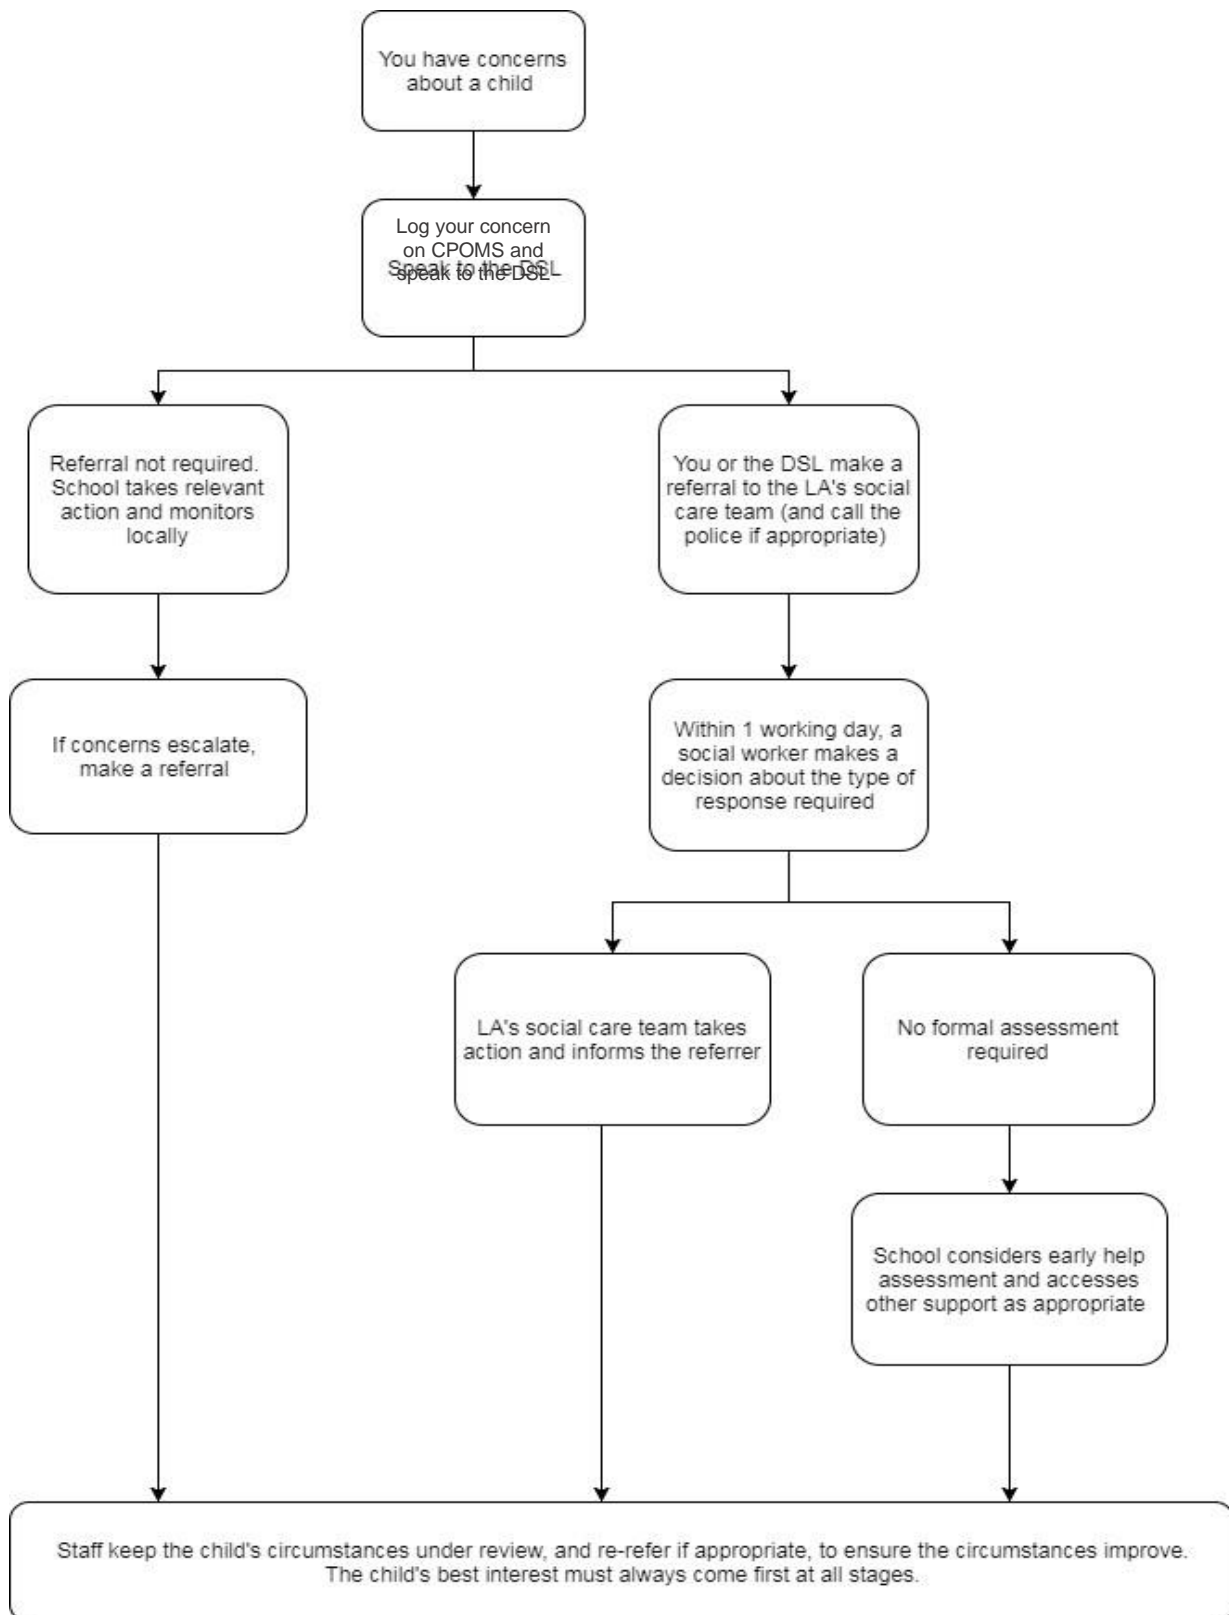 You have concerns
about a child
Log your concern
on CPOMS and
speak to the DSL
Speak to the DSL
Referral not required.
School takes relevant
action and monitors
locally
You or the DSL make a
referral to the LA's social
care team (and call the
police if appropriate)
If concerns escalate,
make a referral
Within 1 working day, a
social worker makes a
decision about the type of
response required
LA's social care team takes
action and informs the referrer
No formal assessment
required
School considers early help
assessment and accesses
other support as appropriate
Staff keep the child's circumstances under review, and re-refer if appropriate, to ensure the circumstances improve.
The child's best interest must always come first at all stages.